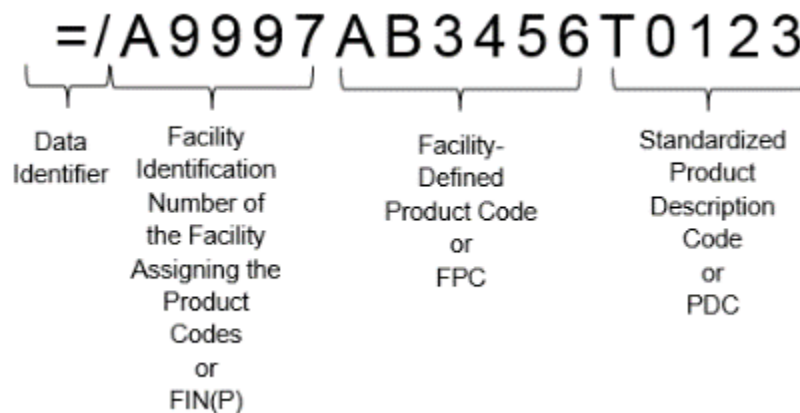 =/A9997AB3456T0123
Data
Identifier
Facility
Identification
Number of
the Facility
Assigning the
Product
Codes
or
FIN(P)
Facility-
Defined
Product Code
or
FPC
Standardized
Product
Description
Code
or
PDC